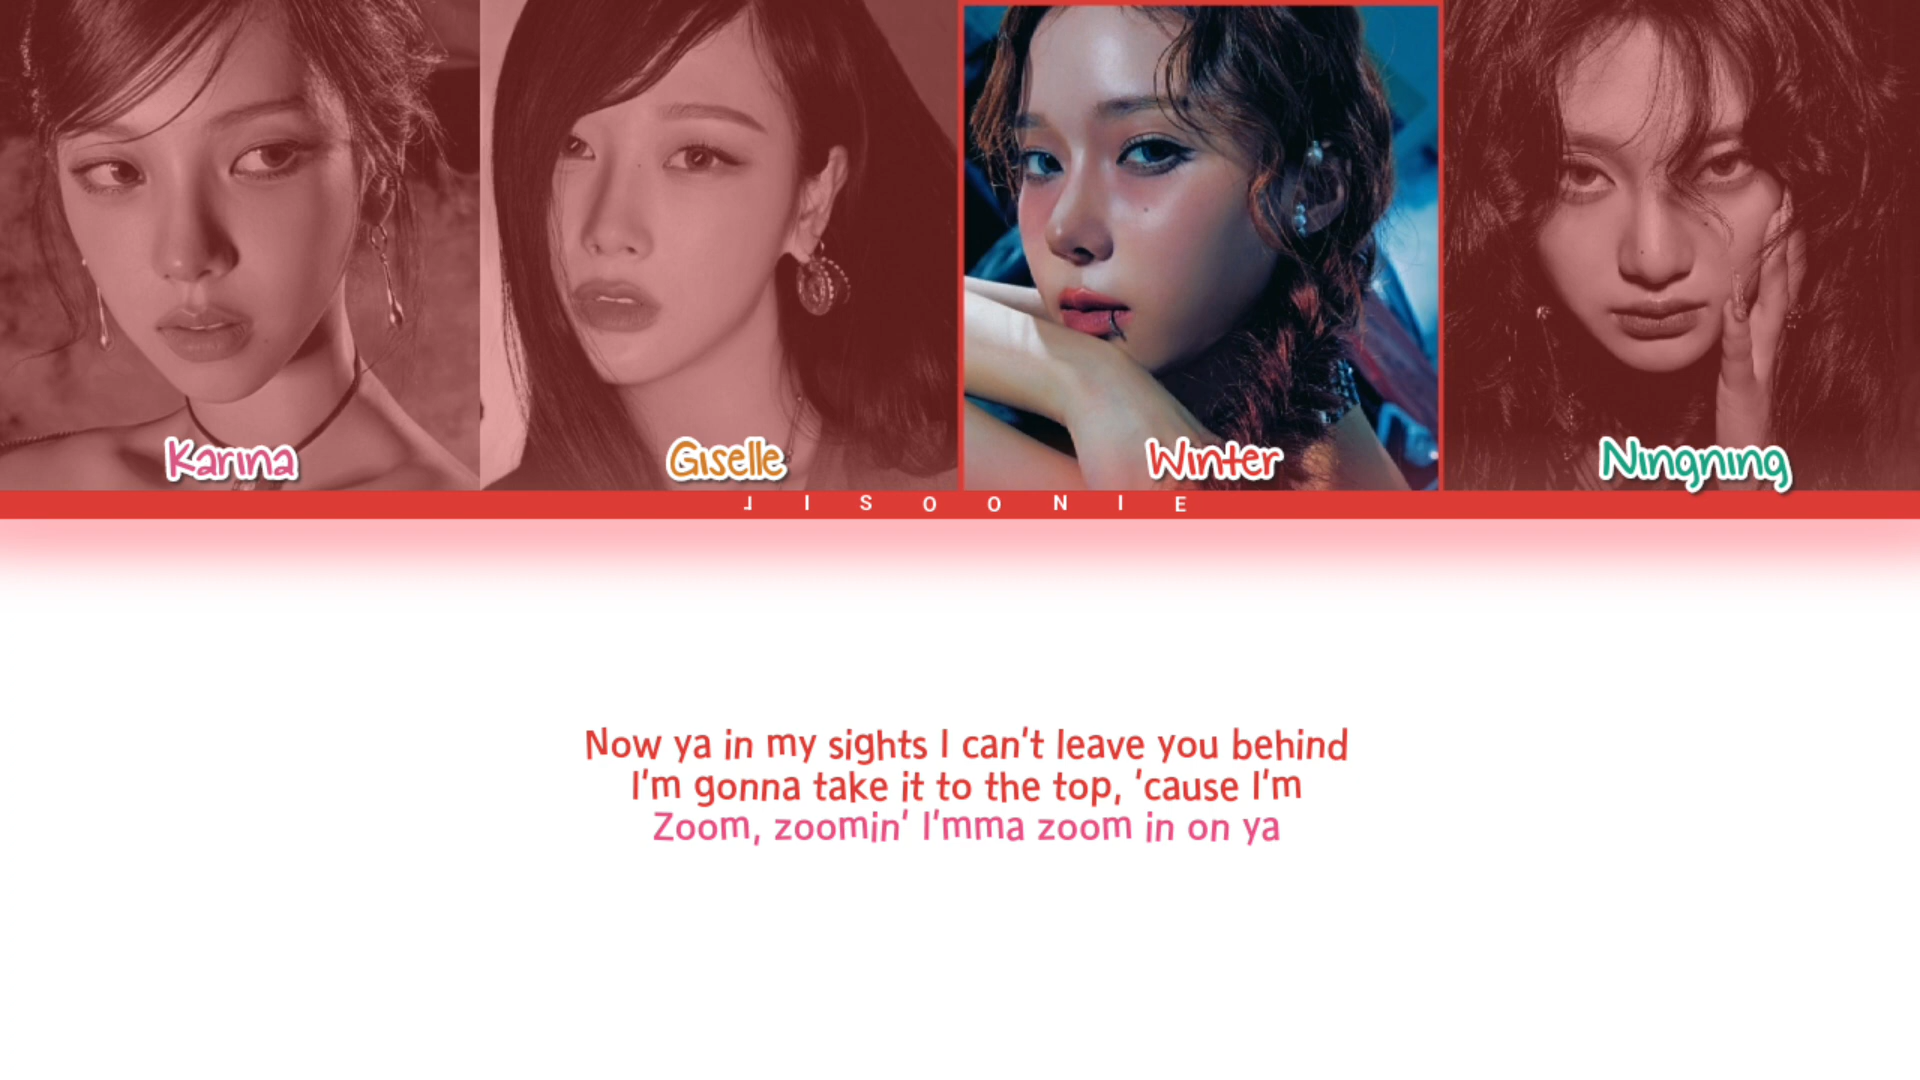 Karina Giselle Winter Ningning
JISOONIE
Now ya in my sights I can't leave you behind
I'm gonna take it to the top, 'cause I'm
Zoom, zoomin' I'mma zoom in on ya